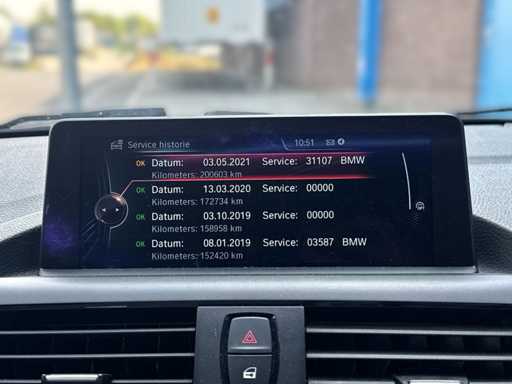 Service historie
10:51
OK Datum: 03.05.2021 Service: 31107 BMW
Kilometers: 200603 km
OK Datum: 13.03.2020 Service: 00000
Kilometers: 172734 km
OK Datum: 03.10.2019 Service: 00000
Kilometers: 158958 km
OK Datum: 08.01.2019 Service: 03587 BMW
Kilometers: 152420 km